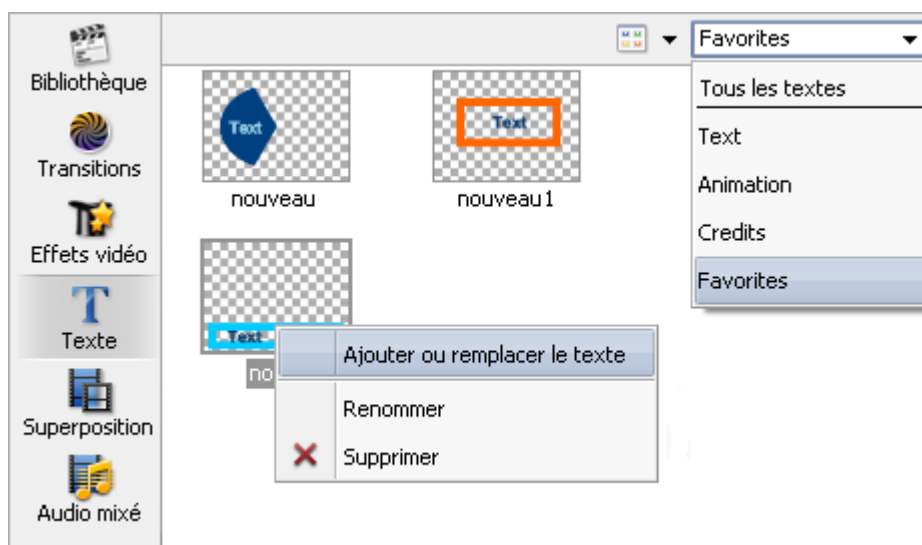 Bibliothèque
Transitions
Effets vidéo
Texte
Superposition
Audio mixé
Favorites
Tous les textes
Text
Animation
Credits
Favorites
Text
nouveau
Text
nouveau1
Text
no
Ajouter ou remplacer le texte
Renommer
Supprimer